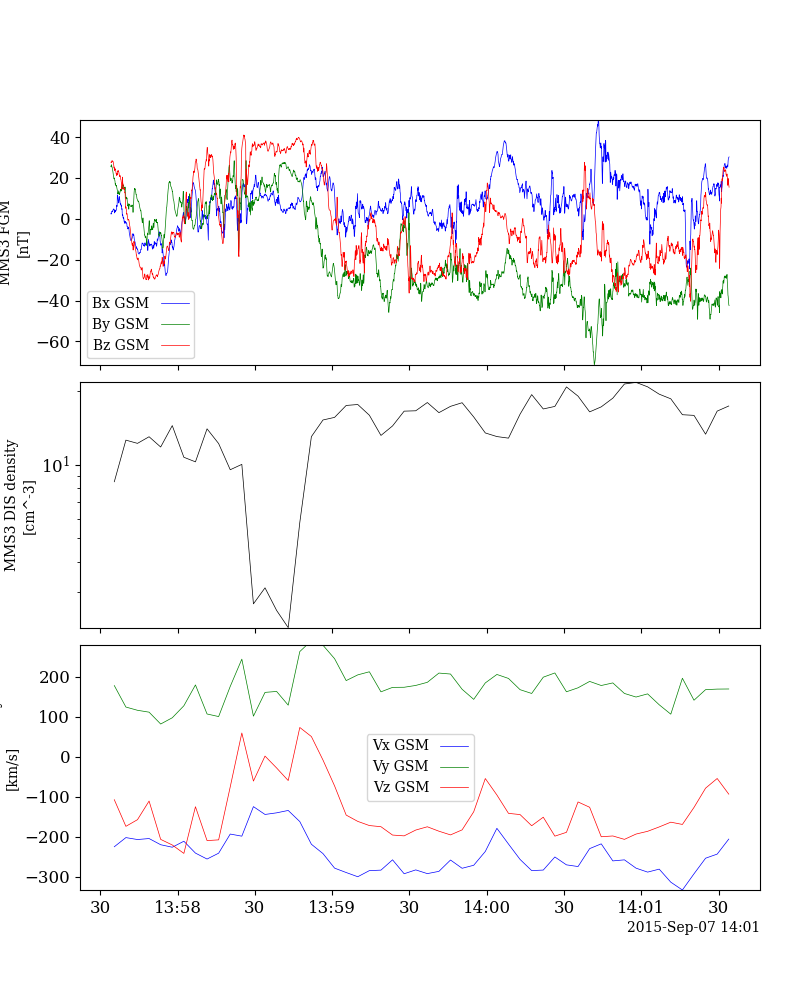 40
20
0
−20
−40
−60
MMS3 FGM
[nT]
Bx GSM
By GSM
Bz GSM
10^1
MMS3 DIS density
[cm^-3]
200
100
0
−100
−200
−300
[km/s]
Vx GSM
Vy GSM
Vz GSM
30 13:58 30 13:59 30 14:00 30 14:01 30
2015-Sep-07 14:01